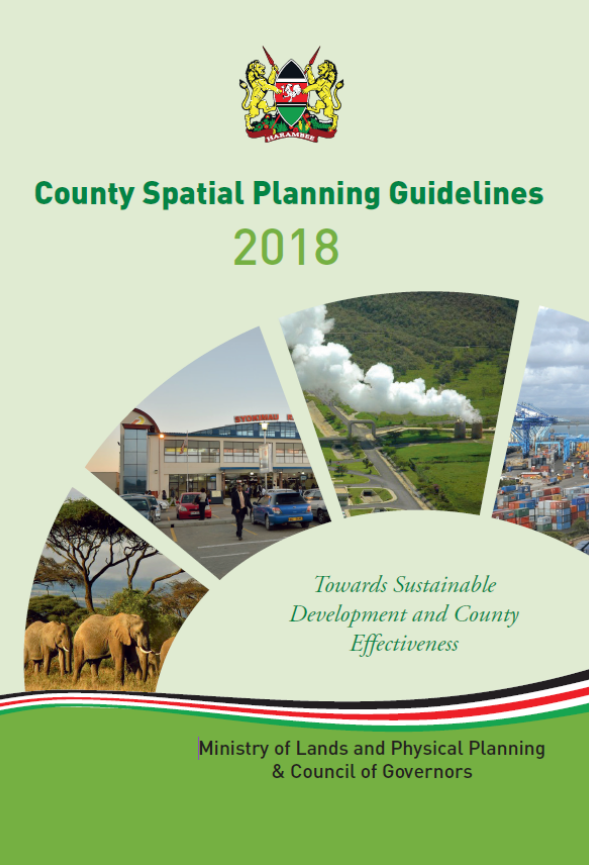 HARAMBEE
County Spatial Planning Guidelines
2018
Towards Sustainable
Development and County
Effectiveness
Ministry of Lands and Physical Planning
& Council of Governors